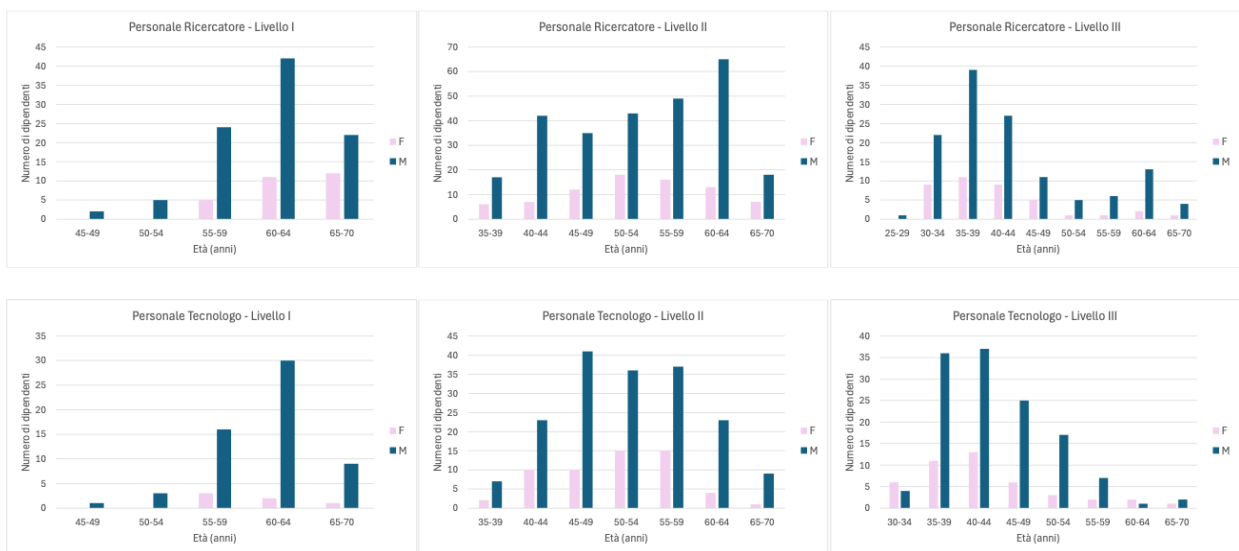 Personale Ricercatore - Livello I
Numero di dipendenti
45
40
35
30
25
20
15
10
5
0
45-49 50-54 55-59 60-64 65-70
Età (anni)
F
M
Personale Ricercatore - Livello II
Numero di dipendenti
70
60
50
40
30
20
10
0
35-39 40-44 45-49 50-54 55-59 60-64 65-70
Età (anni)
F
M
Personale Ricercatore - Livello III
Numero di dipendenti
45
40
35
30
25
20
15
10
5
0
25-29 30-34 35-39 40-44 45-49 50-54 55-59 60-64 65-70
Età (anni)
F
M
Personale Tecnologo - Livello I
Numero di dipendenti
35
30
25
20
15
10
5
0
45-49 50-54 55-59 60-64 65-70
Età (anni)
F
M
Personale Tecnologo - Livello II
Numero di dipendenti
45
40
35
30
25
20
15
10
5
0
35-39 40-44 45-49 50-54 55-59 60-64 65-70
Età (anni)
F
M
Personale Tecnologo - Livello III
Numero di dipendenti
40
35
30
25
20
15
10
5
0
30-34 35-39 40-44 45-49 50-54 55-59 60-64 65-70
Età (anni)
F
M